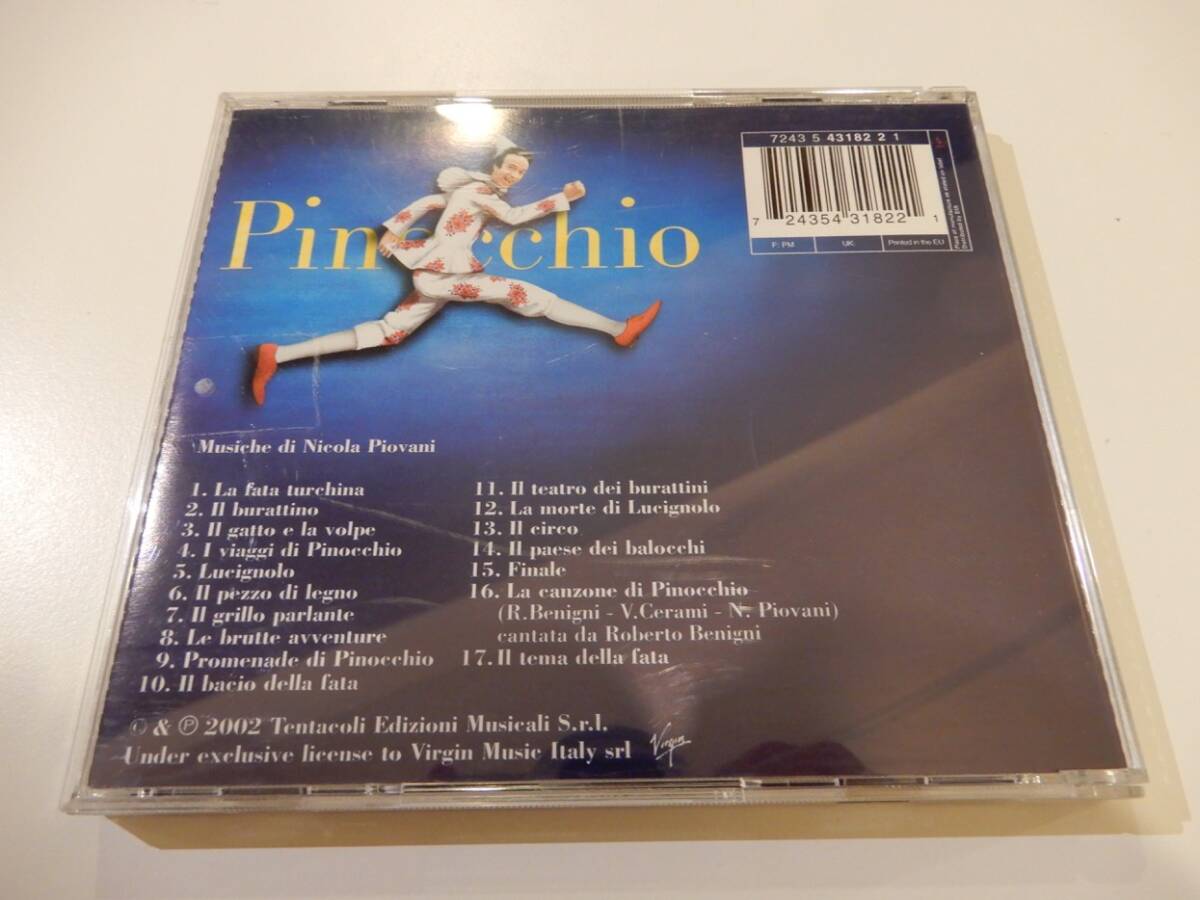 Pinocchio
7243 5 43182 2 1
7 24354 31822 1
P: PM
UK:
Printed in the EU
Musiche di Nicola Piovani
1. La fata turchina
2. Il burattino
3. Il gatto e la volpe
4. I viaggi di Pinocchio
5. Lucignolo
6. Il pezzo di legno
7. Il grillo parlante
8. Le brutte avventure
9. Promenade di Pinocchio
10. Il bacio della fata
11. Il teatro dei burattini
12. La morte di Lucignolo
13. Il circo
14. Il paese dei balocchi
15. Finale
16. La canzone di Pinocchio
(R.Benigni - V.Cerami - N. Piovani)
cantata da Roberto Benigni
17. Il tema della fata
© & ℗ 2002 Tentacoli Edizioni Musicali S.r.l.
Under exclusive license to Virgin Music Italy srl
Virgin